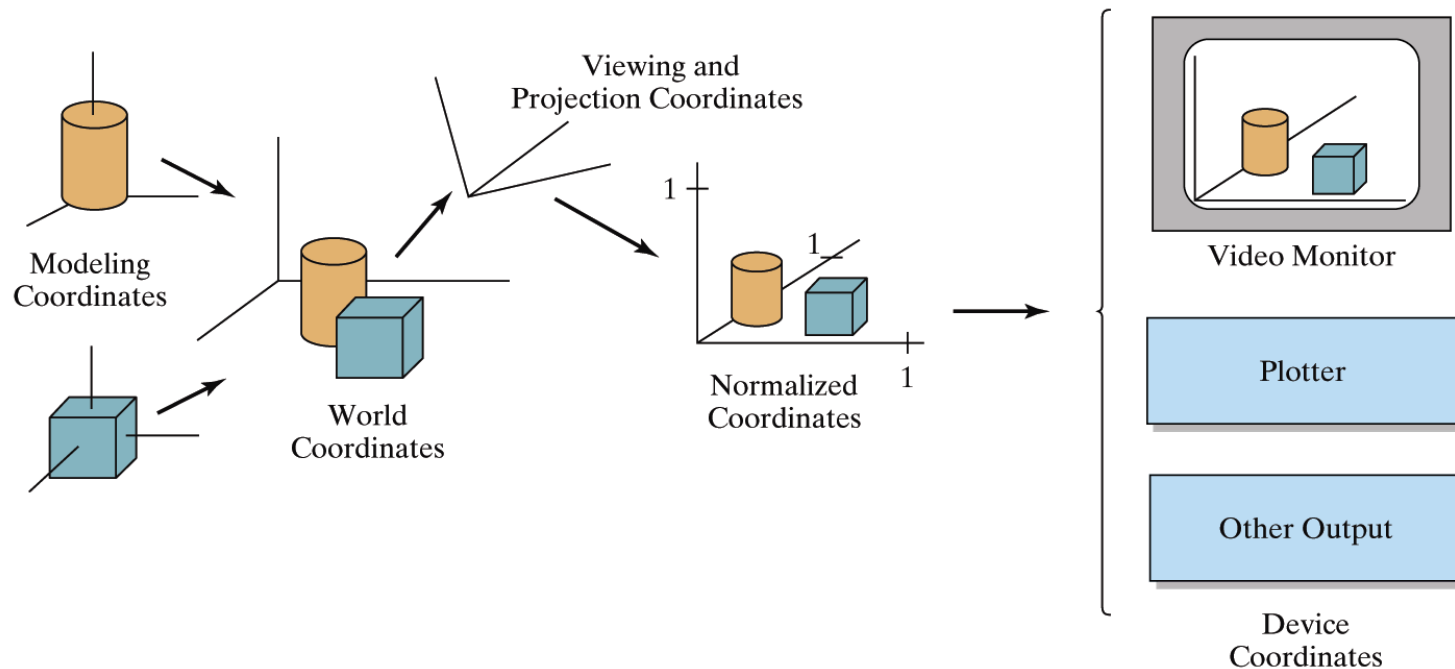 Modeling
Coordinates
World
Coordinates
Viewing and
Projection Coordinates
1
1
1
Normalized
Coordinates
Video Monitor
Plotter
Other Output
Device
Coordinates